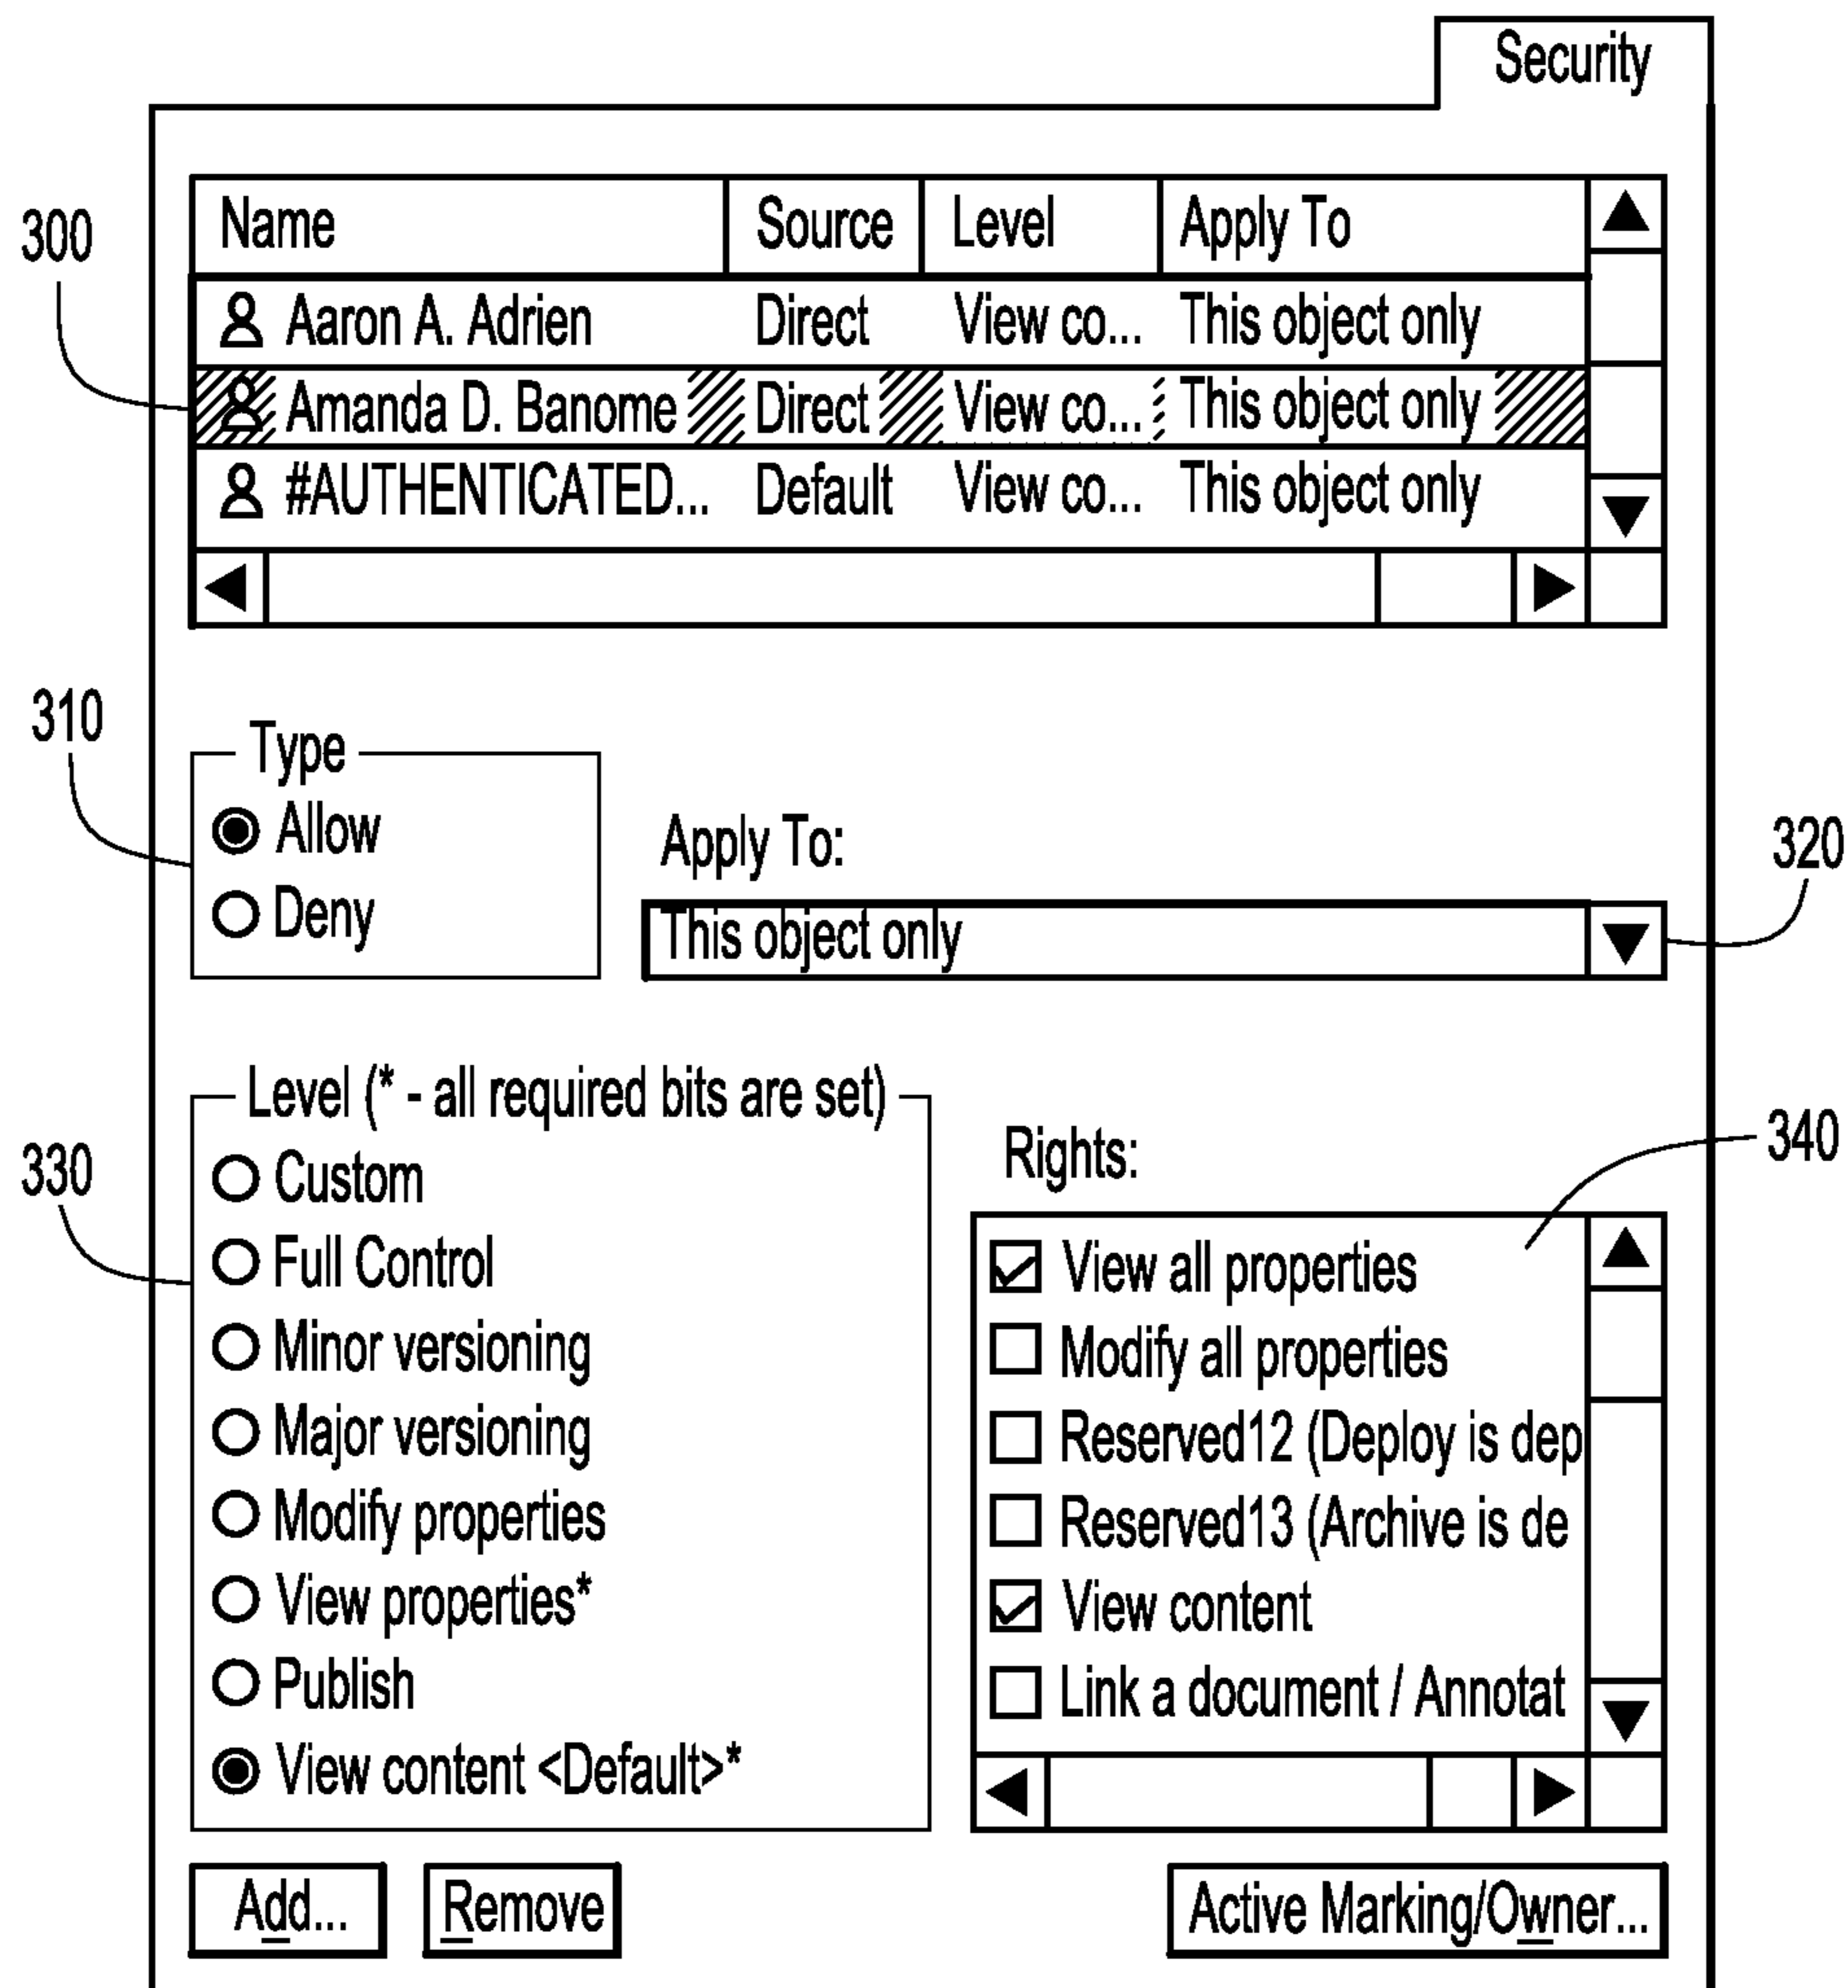 Security
Name Source Level Apply To
300
Aaron A. Adrien Direct View co... This object only
Amanda D. Banome Direct View co... This object only
#AUTHENTICATED... Default View co... This object only
310
Type
Allow
Deny
Apply To:
This object only
320
Level (* - all required bits are set)
330
Custom
Full Control
Minor versioning
Major versioning
Modify properties
View properties*
Publish
View content <Default>*
Rights:
340
View all properties
Modify all properties
Reserved12 (Deploy is dep
Reserved13 (Archive is de
View content
Link a document / Annotat
Add... Remove Active Marking/Owner...